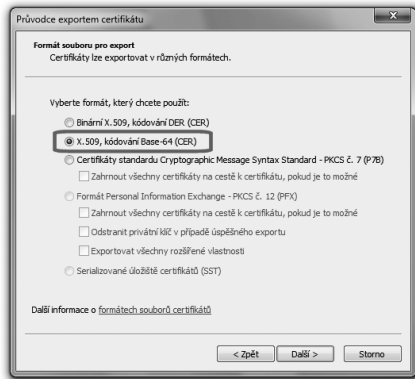 Průvodce exportem certifikátu
Formát souboru pro export
Certifikáty lze exportovat v různých formátech.
Vyberte formát, který chcete použít:
Binární X.509, kódování DER (CER)
X.509, kódování Base-64 (CER)
Certifikáty standardu Cryptographic Message Syntax Standard - PKCS č. 7 (P7B)
Zahrnout všechny certifikáty na cestě k certifikátu, pokud je to možné
Formát Personal Information Exchange - PKCS č. 12 (PFX)
Zahrnout všechny certifikáty na cestě k certifikátu, pokud je to možné
Odstranit privátní klíč v případě úspěšného exportu
Exportovat všechny rozšířené vlastnosti
Serializované úložiště certifikátů (SST)
Další informace o formátech souborů certifikátů
< Zpět Další > Storno